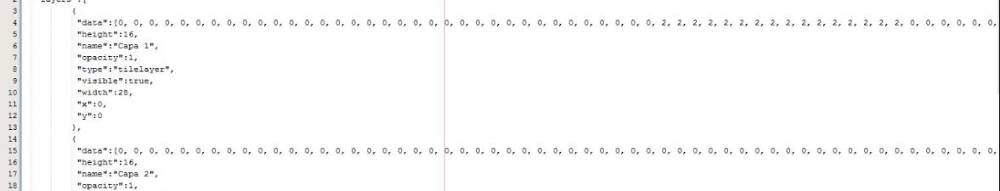 3 {
4 "data":[0, 0, 0, 0, 0, 0, 0, 0, 0, 0, 0, 0, 0, 0, 0, 0, 0, 0, 0, 0, 0, 0, 0, 0, 0, 0, 0, 0, 0, 0, 0, 0, 0, 0, 0, 2, 2, 2, 2, 2, 2, 2, 2, 2, 2, 2, 2, 2, 2, 2, 2, 0, 0, 0, 0, 0, 0,
5 "height":16,
6 "name":"Capa 1",
7 "opacity":1,
8 "type":"tilelayer",
9 "visible":true,
10 "width":28,
11 "x":0,
12 "y":0
13 },
14 {
15 "data":[0, 0, 0, 0, 0, 0, 0, 0, 0, 0, 0, 0, 0, 0, 0, 0, 0, 0, 0, 0, 0, 0, 0, 0, 0, 0, 0, 0, 0, 0, 0, 0, 0, 0, 0, 0, 0, 0, 0, 0, 0, 0, 0, 0, 0, 0, 0, 0, 0, 0, 0, 0, 0, 0, 0, 0, 0,
16 "height":16,
17 "name":"Capa 2",
18 "opacity":1,